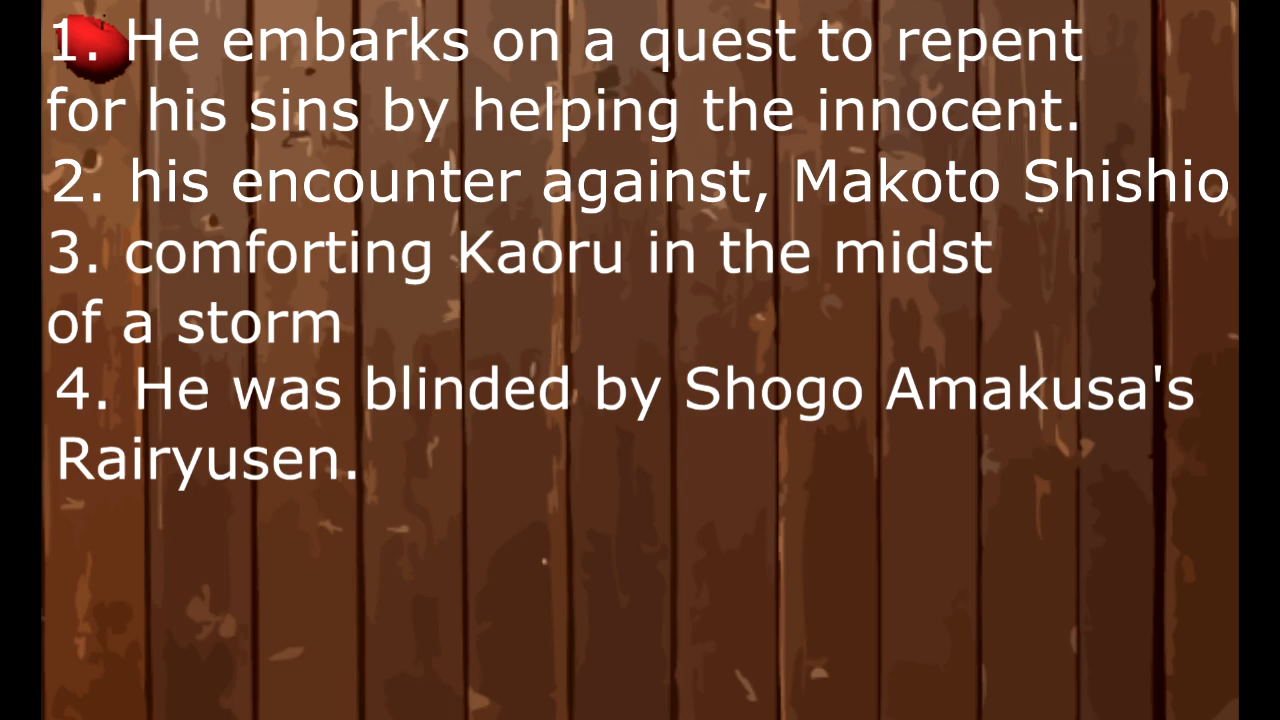 1. He embarks on a quest to repent
for his sins by helping the innocent.
2. his encounter against, Makoto Shishio
3. comforting Kaoru in the midst
of a storm
4. He was blinded by Shogo Amakusa's
Rairyusen.